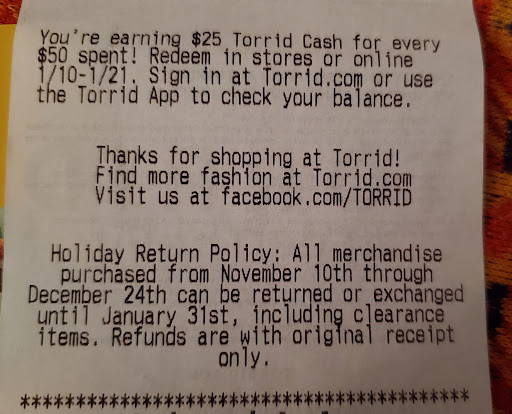 You're earning $25 Torrid Cash for every
$50 spent! Redeem in stores or online
1/10-1/21. Sign in at Torrid.com or use
the Torrid App to check your balance.
Thanks for shopping at Torrid!
Find more fashion at Torrid.com
Visit us at facebook.com/TORRID
Holiday Return Policy: All merchandise
purchased from November 10th through
December 24th can be returned or exchanged
until January 31st, including clearance
items. Refunds are with original receipt
only.
******************************************